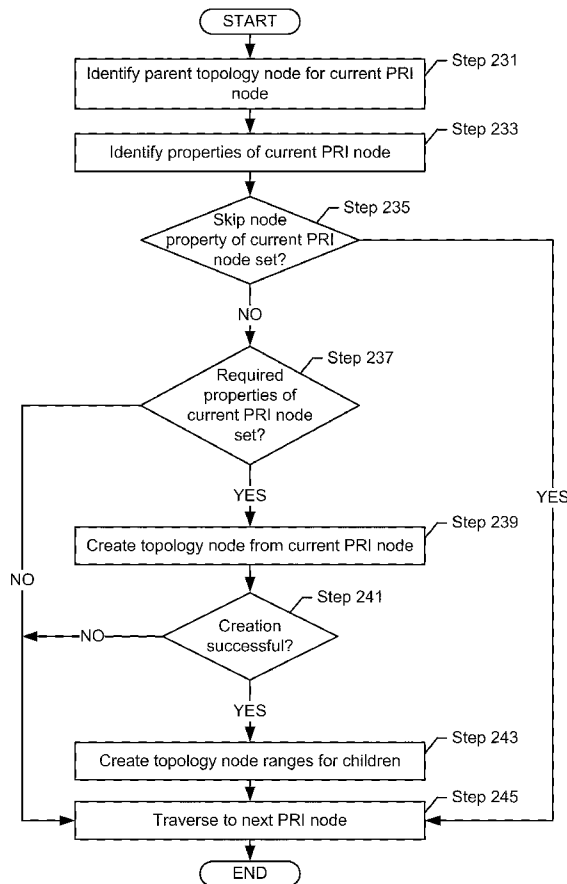 START
Identify parent topology node for current PRI
node
Step 231
Identify properties of current PRI node
Step 233
Skip node
property of current PRI
node set?
Step 235
NO
Required
properties of
current PRI node
set?
Step 237
YES
YES
Create topology node from current PRI node
Step 239
NO
Creation
successful?
Step 241
NO
YES
Create topology node ranges for children
Step 243
Traverse to next PRI node
Step 245
END